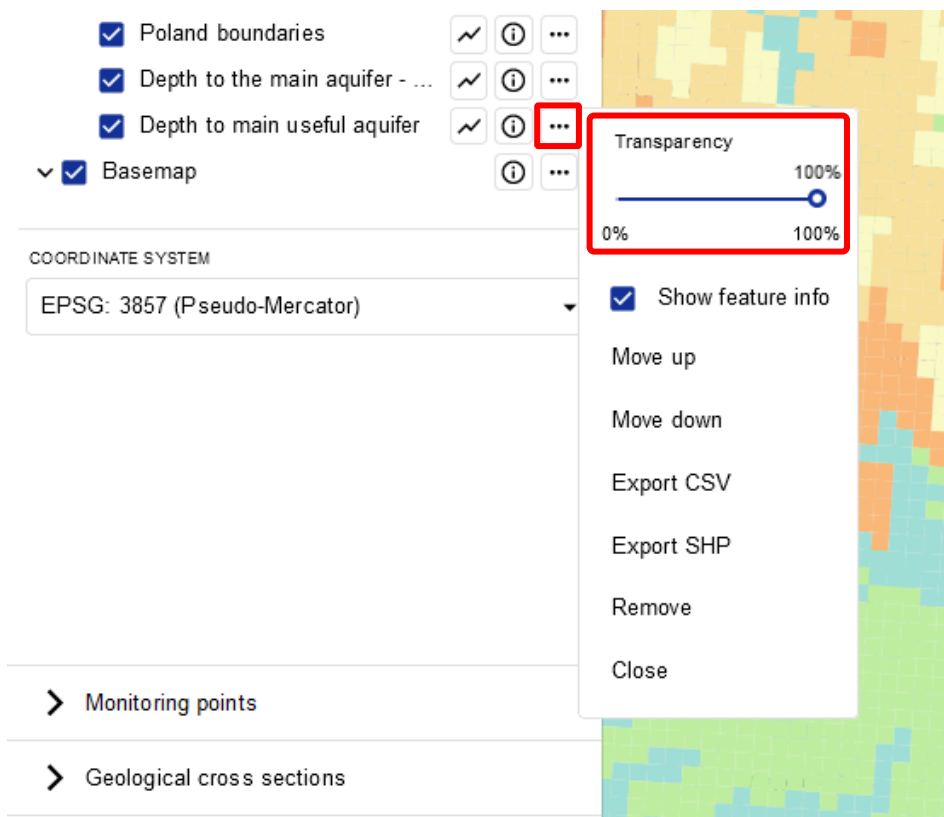 Poland boundaries
Depth to the main aquifer - ...
Depth to main useful aquifer
Basemap
COORDINATE SYSTEM
EPSG: 3857 (Pseudo-Mercator)
Transparency
100%
0% 100%
Show feature info
Move up
Move down
Export CSV
Export SHP
Remove
Close
Monitoring points
Geological cross sections